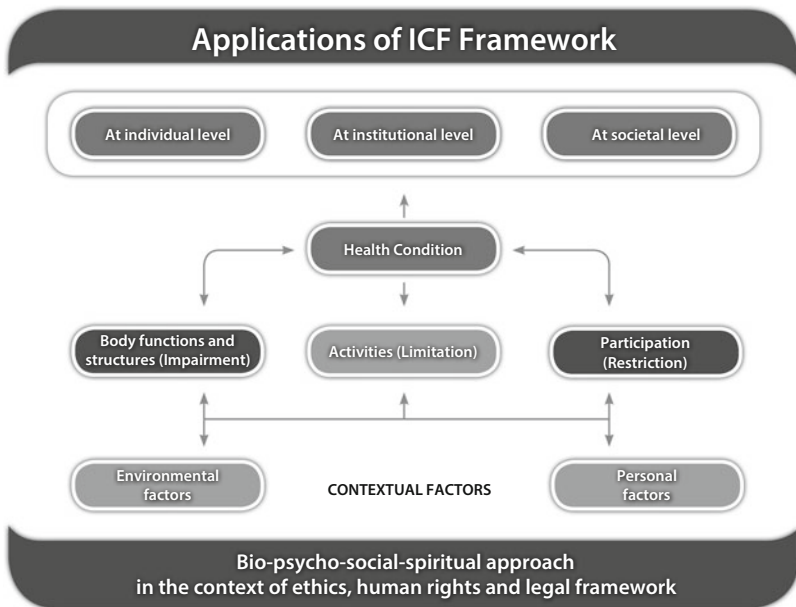 Applications of ICF Framework
At individual level
At institutional level
At societal level
Health Condition
Body functions and
structures (Impairment)
Activities (Limitation)
Participation
(Restriction)
Environmental
factors
CONTEXTUAL FACTORS
Personal
factors
Bio-psycho-social-spiritual approach
in the context of ethics, human rights and legal framework